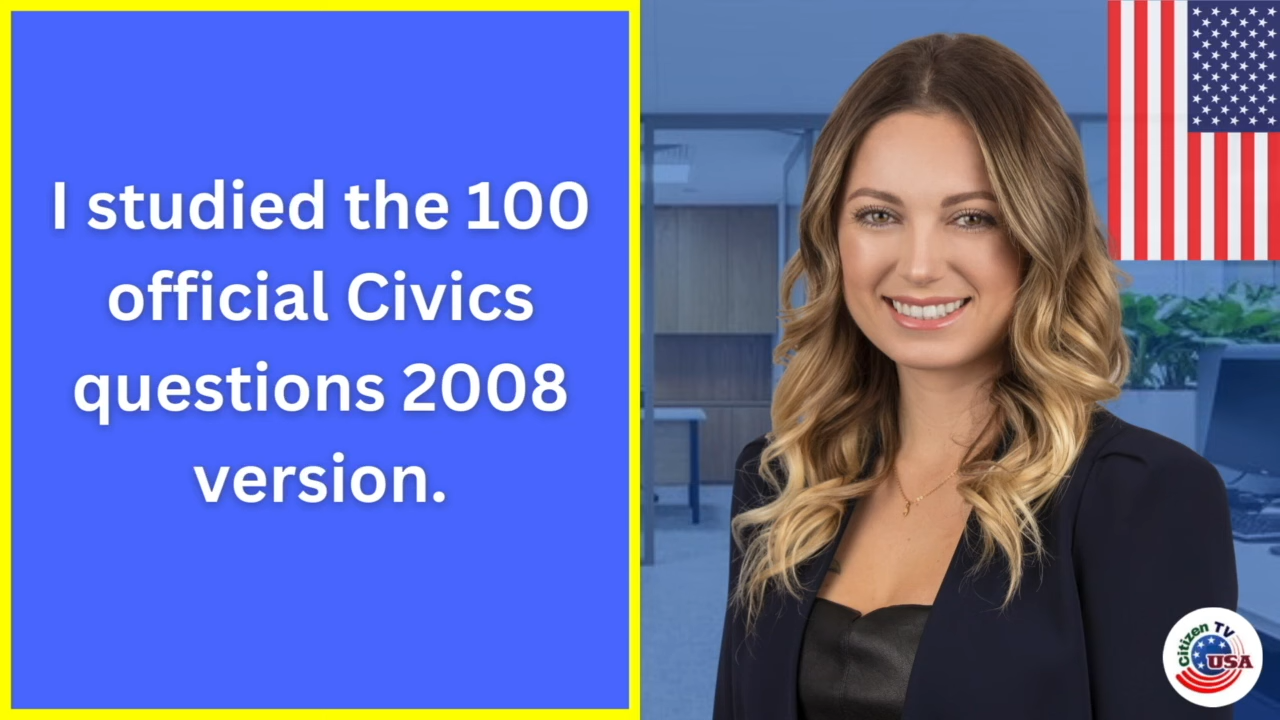 I studied the 100
official Civics
questions 2008
version.
Citizen TV
USA